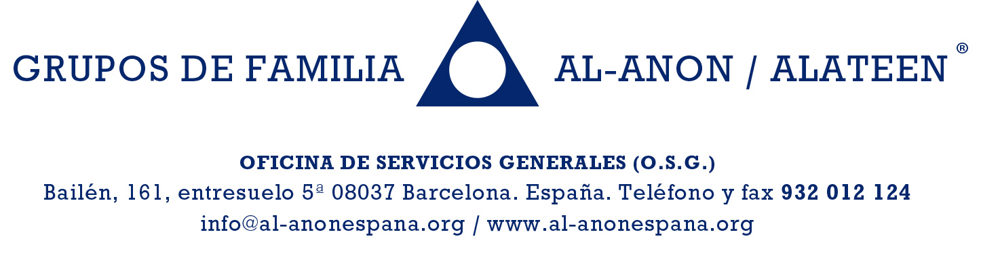 GRUPOS DE FAMILIA AL-ANON / ALATEEN ®
OFICINA DE SERVICIOS GENERALES (O.S.G.)
Bailén, 161, entresuelo 5ª 08037 Barcelona. España. Teléfono y fax 932 012 124
info@al-anonespana.org / www.al-anonespana.org